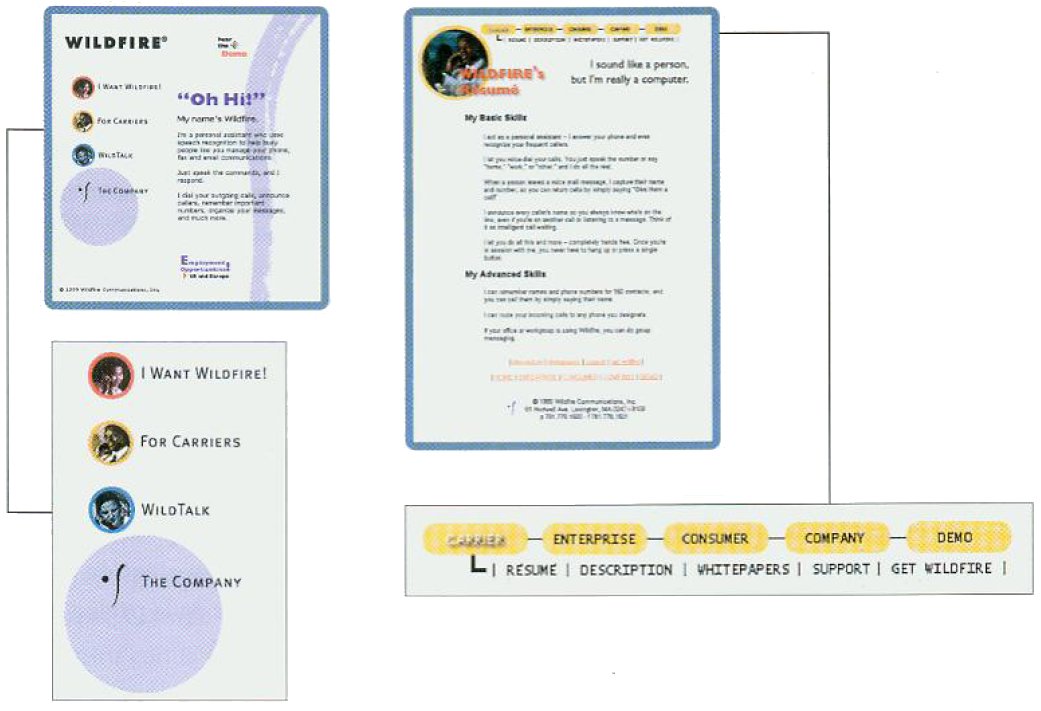 WILDFIRE®
hear
the
Demo
I WANT WILDFIRE!
FOR CARRIERS
WILDTALK
THE COMPANY
“Oh Hi!”
My name's Wildfire.
I'm a personal assistant who uses
speech recognition to help busy
people like you manage your phone,
fax and email communications.
Just speak the commands, and I
respond.
I dial your outgoing calls, announce
callers, remember important
numbers, organize your messages,
and much more.
Employment
Opportunities
US and Europe
© 1999 Wildfire Communications, Inc.
CARRIER ENTERPRISE CONSUMER COMPANY DEMO
| RESUME | DESCRIPTION | WHITEPAPERS | SUPPORT | GET WILDFIRE |
WILDFIRE's
Résumé
I sound like a person,
but I'm really a computer.
My Basic Skills
I act as a personal assistant – I answer your phone and even
recognize your frequent callers.
I let you voice-dial your calls. You just speak the number or say
"home," "work," or "other," and I do all the rest.
When a person leaves a voice mail message, I capture their name
and number, so you can return calls by simply saying "Give them a
call!"
I announce every caller's name so you always know who's on the
line, even if you're on another call or listening to a message. Think of
it as intelligent call waiting.
I let you do all this and more – completely hands free. Once you're
in session with me, you never have to hang up or press a single
button.
My Advanced Skills
I can remember names and phone numbers for 160 contacts, and
you can call them by simply saying their name.
I can route your incoming calls to any phone you designate.
If your office or workgroup is using Wildfire, you can do group
messaging.
Wildfire Communications, Inc.
I WANT WILDFIRE!
FOR CARRIERS
WILDTALK
THE COMPANY
CARRIER ENTERPRISE CONSUMER COMPANY DEMO
| RÉSUMÉ | DESCRIPTION | WHITEPAPERS | SUPPORT | GET WILDFIRE |